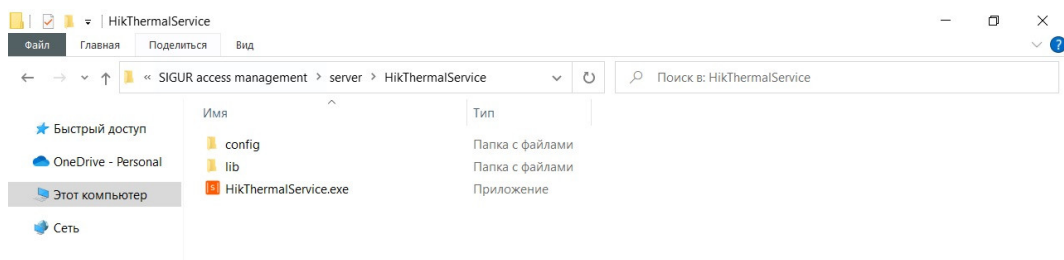 HikThermalService
Файл Главная Поделиться Вид
« SIGUR access management > server > HikThermalService Поиск в: HikThermalService
Имя Тип
Быстрый доступ
config Папка с файлами
OneDrive - Personal
lib Папка с файлами
Этот компьютер
HikThermalService.exe Приложение
Сеть